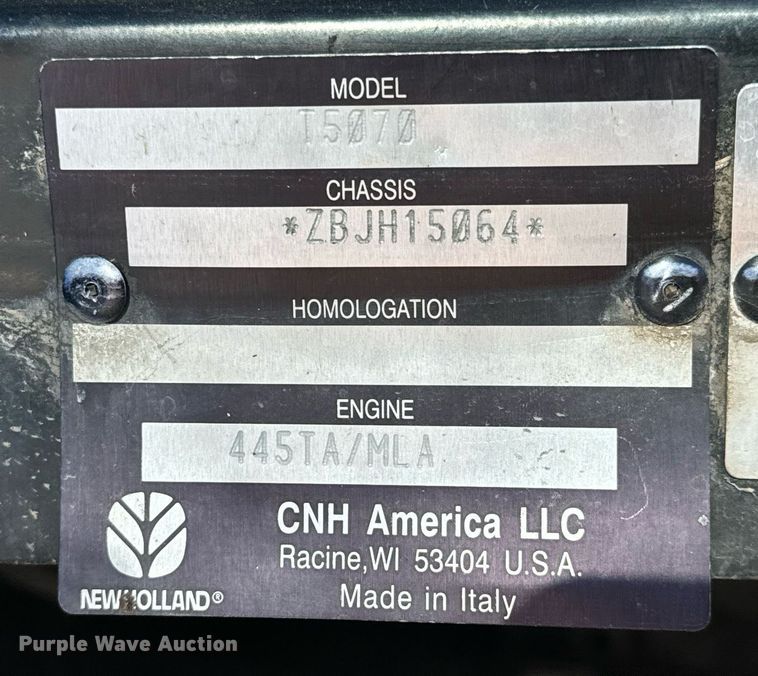 MODEL
T5070
CHASSIS
*ZBJH15064*
HOMOLOGATION
ENGINE
445TA/MLA
CNH America LLC
Racine,WI 53404 U.S.A.
NEW HOLLAND®
Made in Italy
Purple Wave Auction